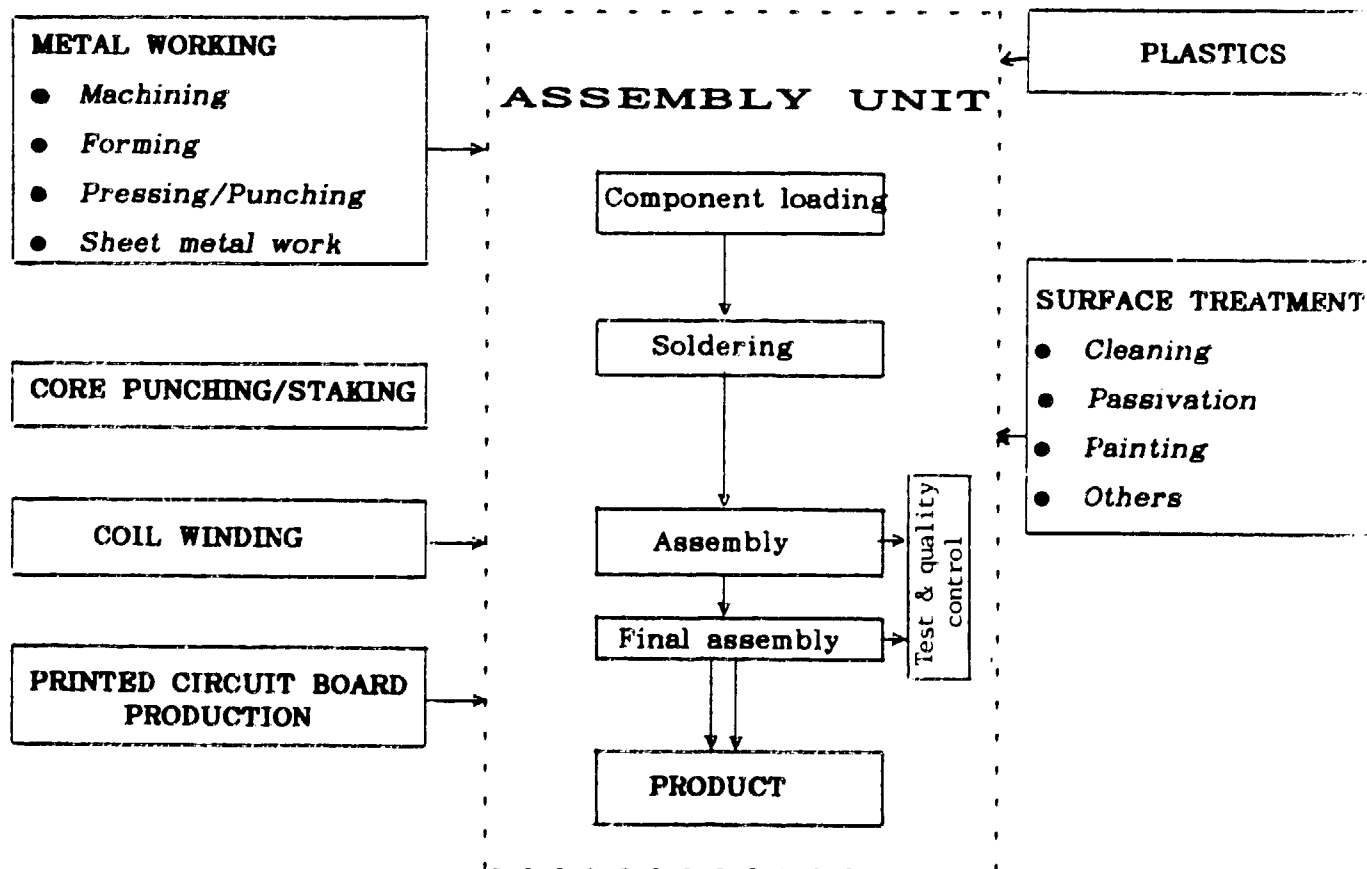 METAL WORKING
● Machining
● Forming
● Pressing/Punching
● Sheet metal work
CORE PUNCHING/STAKING
COIL WINDING
PRINTED CIRCUIT BOARD
PRODUCTION
ASSEMBLY UNIT
Component loading
Soldering
Assembly
Final assembly
Test & quality
control
PRODUCT
PLASTICS
SURFACE TREATMENT
● Cleaning
● Passivation
● Painting
● Others